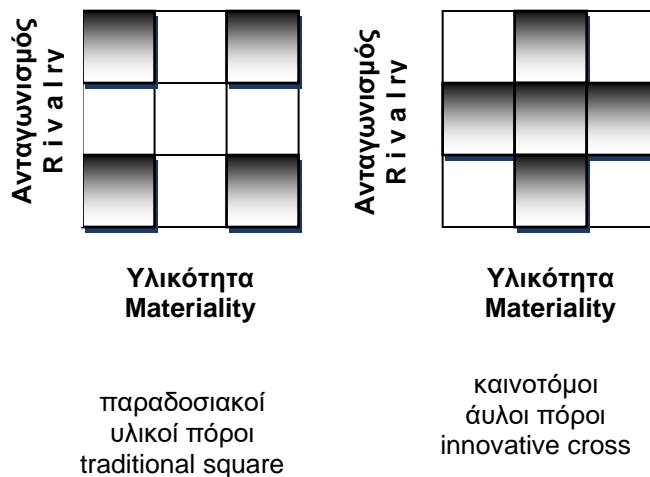 Ανταγωνισμός
R i v a l r y
Υλικότητα
Materiality
παραδοσιακοί
υλικοί πόροι
traditional square
Ανταγωνισμός
R i v a l r y
Υλικότητα
Materiality
καινοτόμοι
άυλοι πόροι
innovative cross